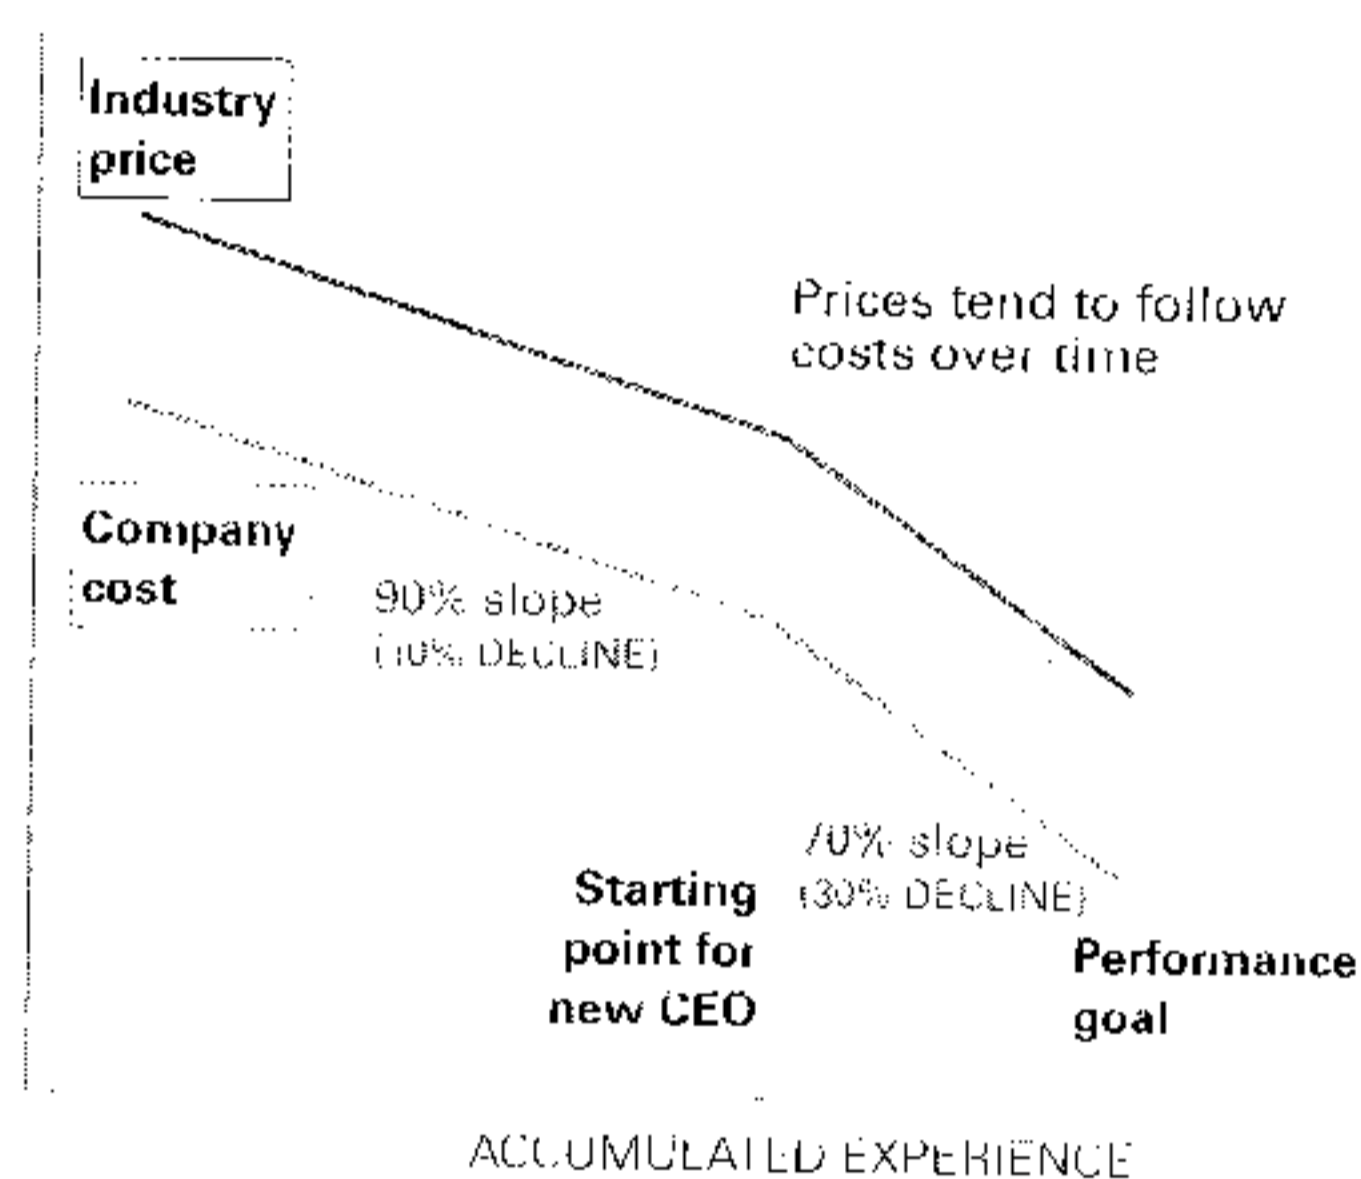 Industry
price
Prices tend to follow
costs over time
Company
cost
90% slope
(10% DECLINE)
70% slope
(30% DECLINE)
Starting
point for
new CEO
Performance
goal
ACCUMULATED EXPERIENCE